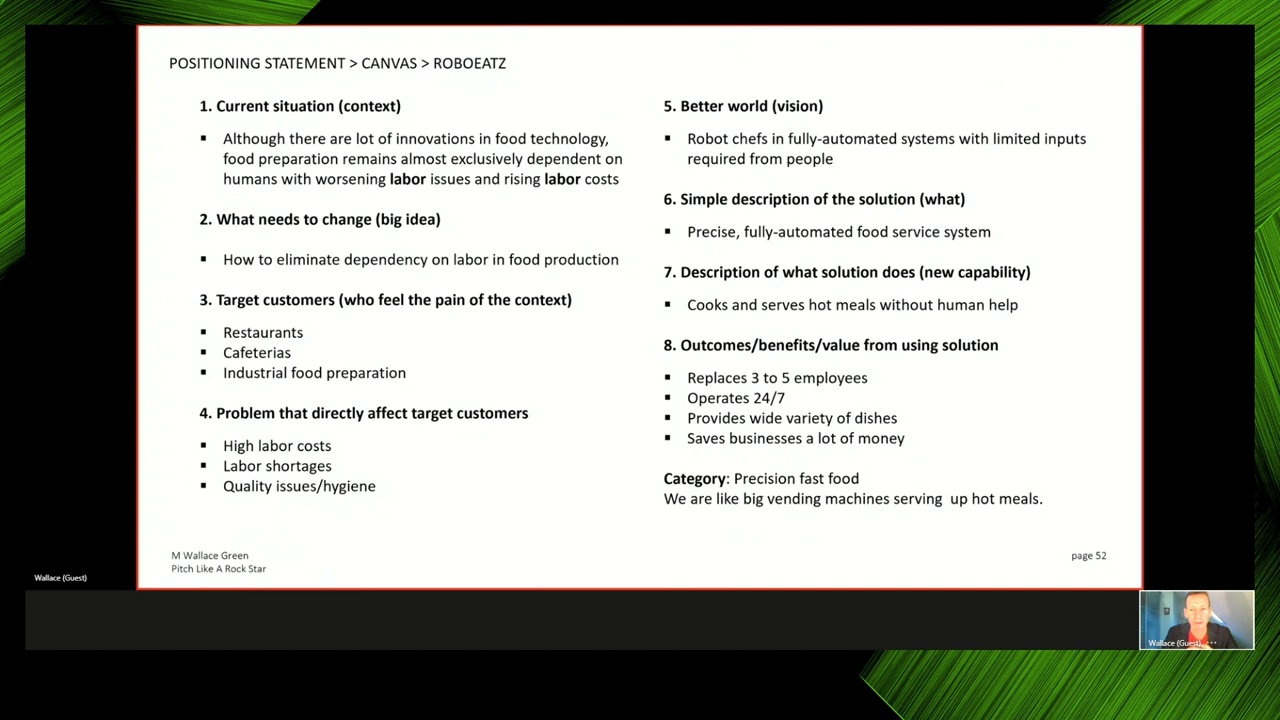 POSITIONING STATEMENT > CANVAS > ROBOEATZ
1. Current situation (context)
▪ Although there are lot of innovations in food technology,
food preparation remains almost exclusively dependent on
humans with worsening labor issues and rising labor costs
2. What needs to change (big idea)
▪ How to eliminate dependency on labor in food production
3. Target customers (who feel the pain of the context)
▪ Restaurants
▪ Cafeterias
▪ Industrial food preparation
4. Problem that directly affect target customers
▪ High labor costs
▪ Labor shortages
▪ Quality issues/hygiene
5. Better world (vision)
▪ Robot chefs in fully-automated systems with limited inputs
required from people
6. Simple description of the solution (what)
▪ Precise, fully-automated food service system
7. Description of what solution does (new capability)
▪ Cooks and serves hot meals without human help
8. Outcomes/benefits/value from using solution
▪ Replaces 3 to 5 employees
▪ Operates 24/7
▪ Provides wide variety of dishes
▪ Saves businesses a lot of money
Category: Precision fast food
We are like big vending machines serving up hot meals.
M Wallace Green
Pitch Like A Rock Star
page 52
Wallace (Guest)
Wallace (Guest) ...